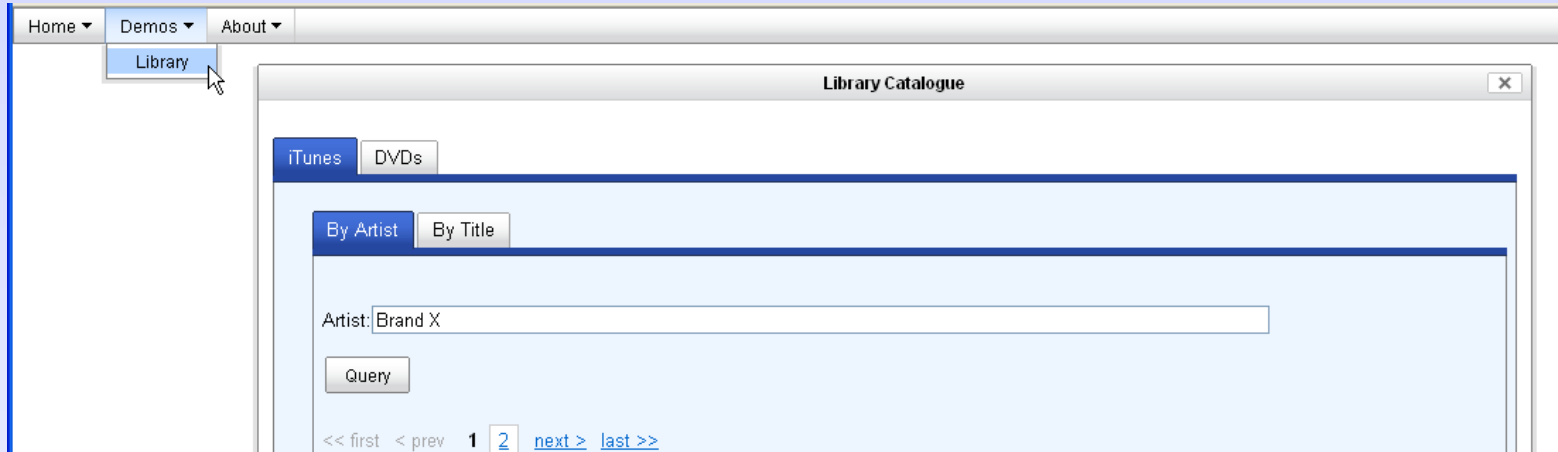 Home ▾ Demos ▾ About ▾
Library
Library Catalogue
iTunes DVDs
By Artist By Title
Artist: Brand X
Query
<< first < prev 1 2 next > last >>